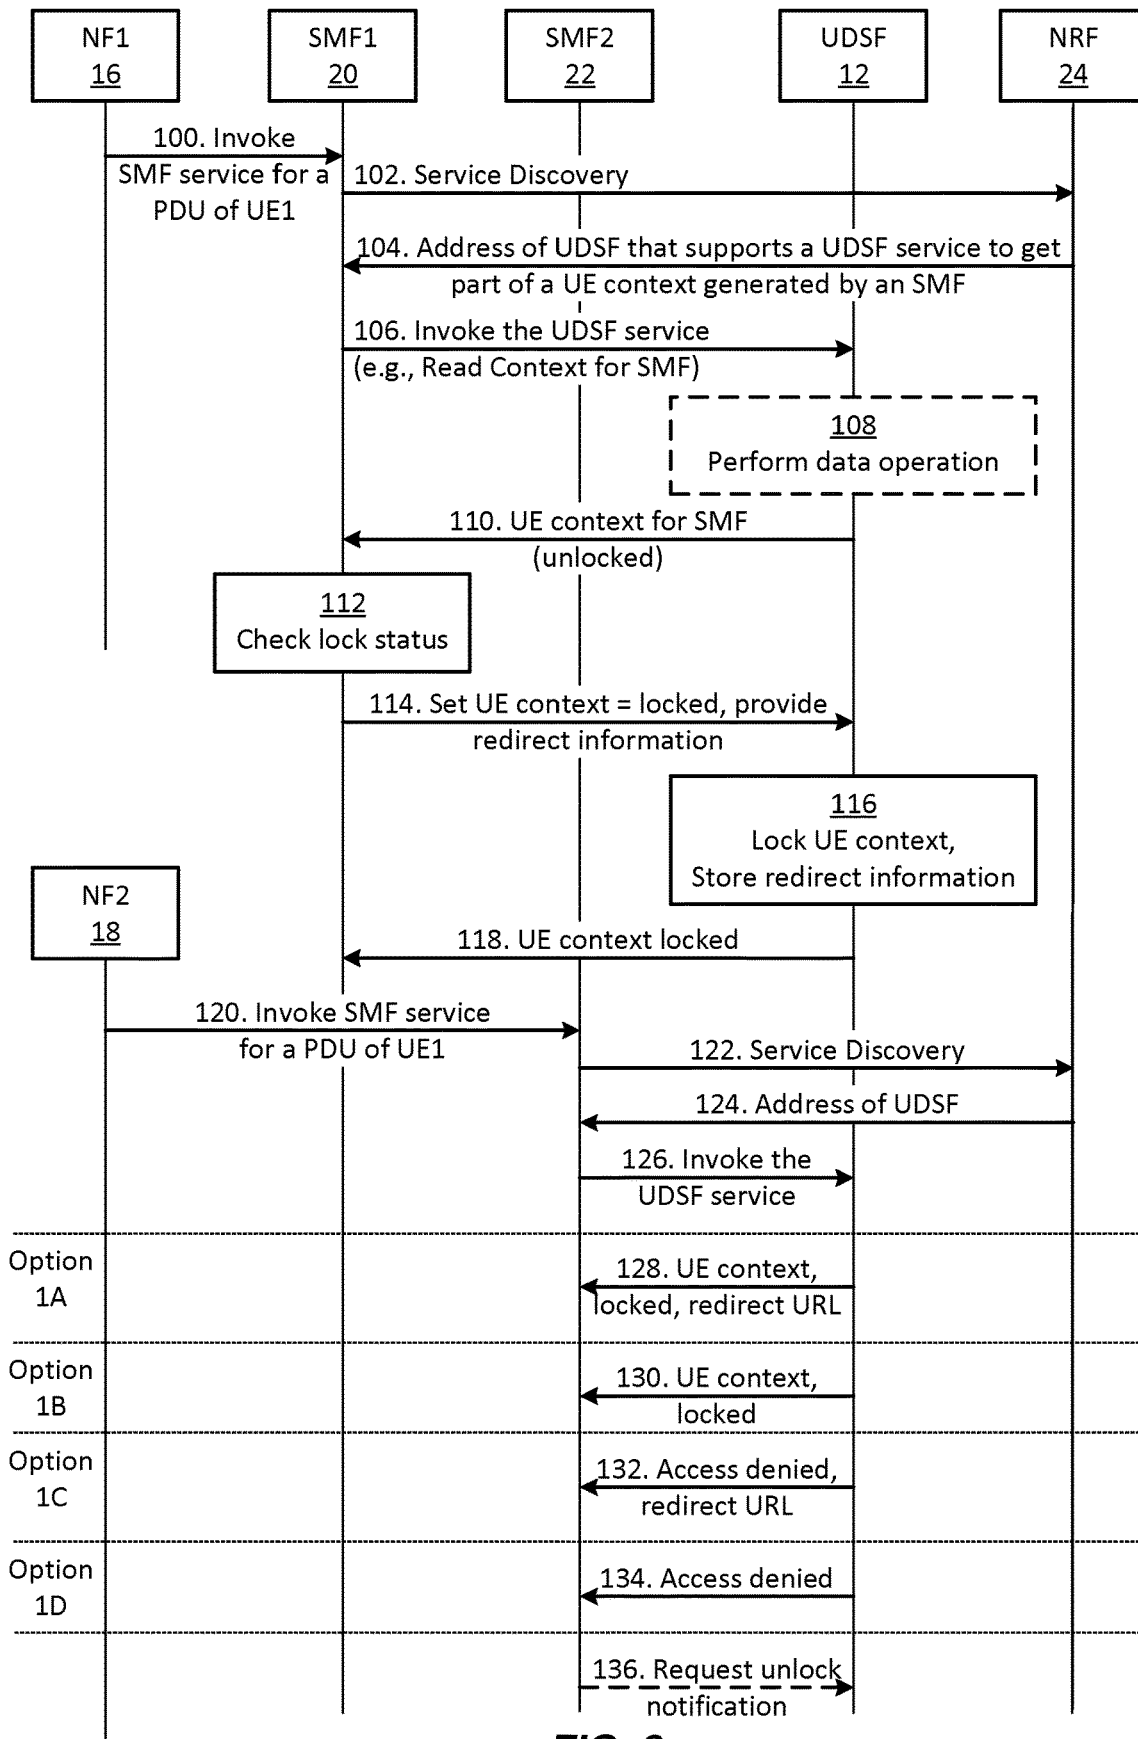 NF1
16
SMF1
20
SMF2
22
UDSF
12
NRF
24
100. Invoke
SMF service for a
PDU of UE1
102. Service Discovery
104. Address of UDSF that supports a UDSF service to get
part of a UE context generated by an SMF
106. Invoke the UDSF service
(e.g., Read Context for SMF)
108
Perform data operation
110. UE context for SMF
(unlocked)
112
Check lock status
114. Set UE context = locked, provide
redirect information
116
Lock UE context,
Store redirect information
NF2
18
118. UE context locked
120. Invoke SMF service
for a PDU of UE1
122. Service Discovery
124. Address of UDSF
126. Invoke the
UDSF service
Option
1A
128. UE context,
locked, redirect URL
Option
1B
130. UE context,
locked
Option
1C
132. Access denied,
redirect URL
Option
1D
134. Access denied
136. Request unlock
notification